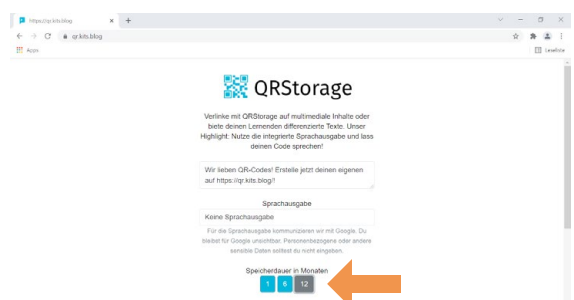 https://qr.kits.blog
qr.kits.blog
Apps
Leseliste
QRStorage
Verlinke mit QRStorage auf multimediale Inhalte oder
biete deinen Lernenden differenzierte Texte. Unser
Highlight: Nutze die integrierte Sprachausgabe und lass
deinen Code sprechen!
Wir lieben QR-Codes! Erstelle jetzt deinen eigenen
auf https://qr.kits.blog/!
Sprachausgabe
Keine Sprachausgabe
Für die Sprachausgabe kommunizieren wir mit Google. Du
bleibst für Google unsichtbar. Personenbezogene oder andere
sensible Daten solltest du nicht eingeben.
Speicherdauer in Monaten
1 6 12